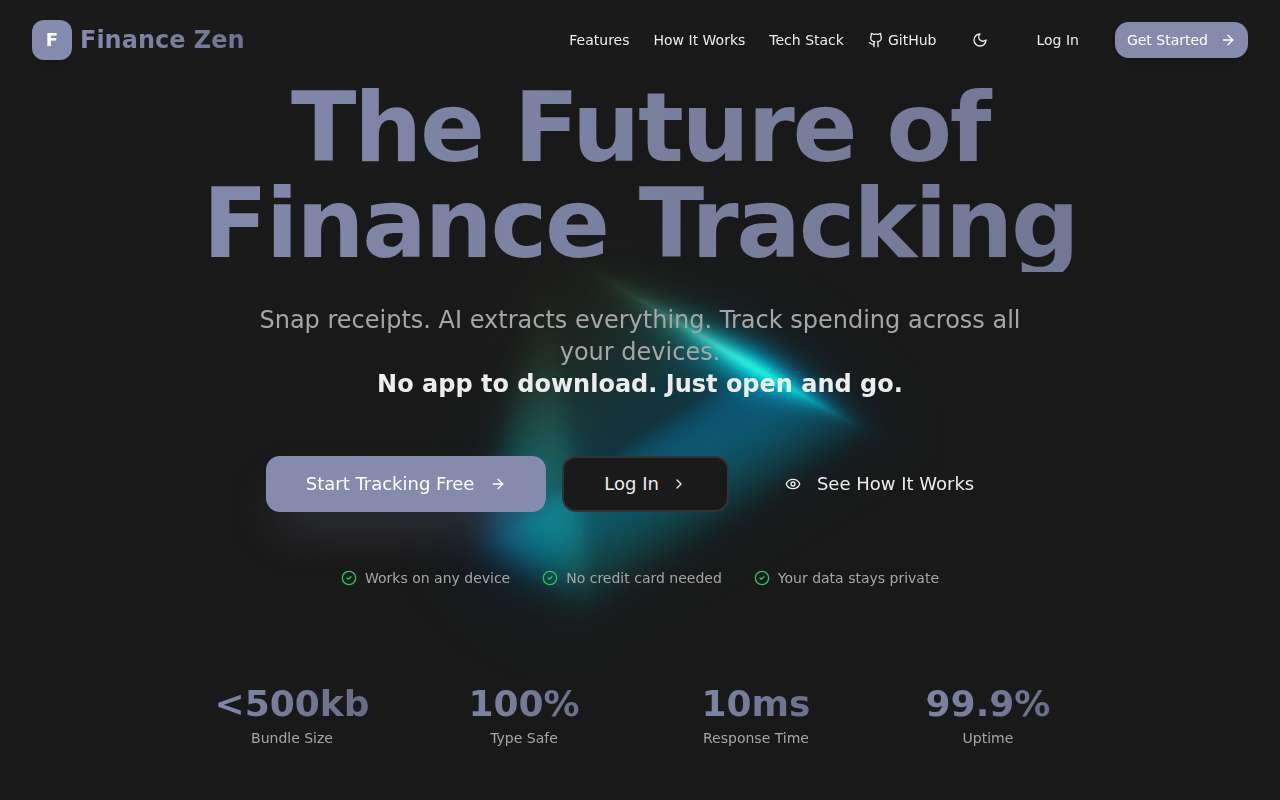 F Finance Zen
Features How It Works Tech Stack GitHub Log In Get Started
The Future of
Finance Tracking
Snap receipts. AI extracts everything. Track spending across all
your devices.
No app to download. Just open and go.
Start Tracking Free Log In See How It Works
Works on any device No credit card needed Your data stays private
<500kb 100% 10ms 99.9%
Bundle Size Type Safe Response Time Uptime